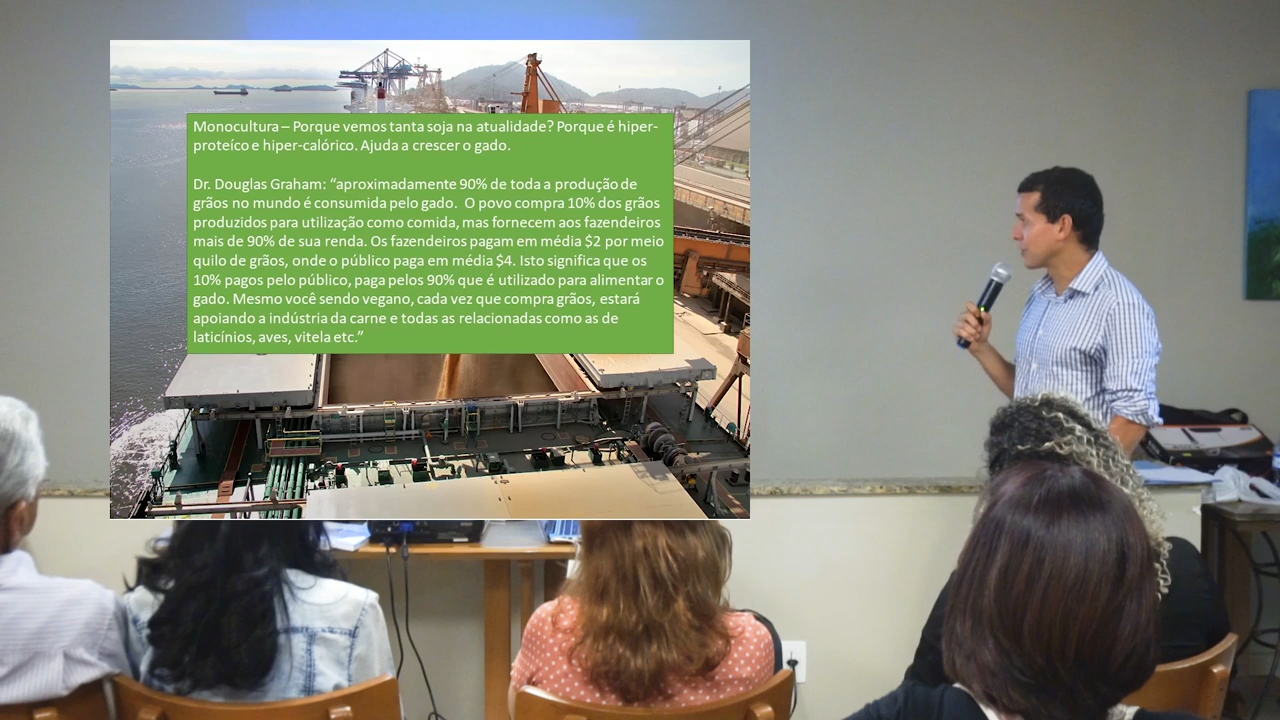 Monocultura – Porque vemos tanta soja na atualidade? Porque é hiper-
proteíco e hiper-calórico. Ajuda a crescer o gado.
Dr. Douglas Graham: “aproximadamente 90% de toda a produção de
grãos no mundo é consumida pelo gado. O povo compra 10% dos grãos
produzidos para utilização como comida, mas fornecem aos fazendeiros
mais de 90% de sua renda. Os fazendeiros pagam em média $2 por meio
quilo de grãos, onde o público paga em média $4. Isto significa que os
10% pagos pelo público, paga pelos 90% que é utilizado para alimentar o
gado. Mesmo você sendo vegano, cada vez que compra grãos, estará
apoiando a indústria da carne e todas as relacionadas como as de
laticínios, aves, vitela etc.”